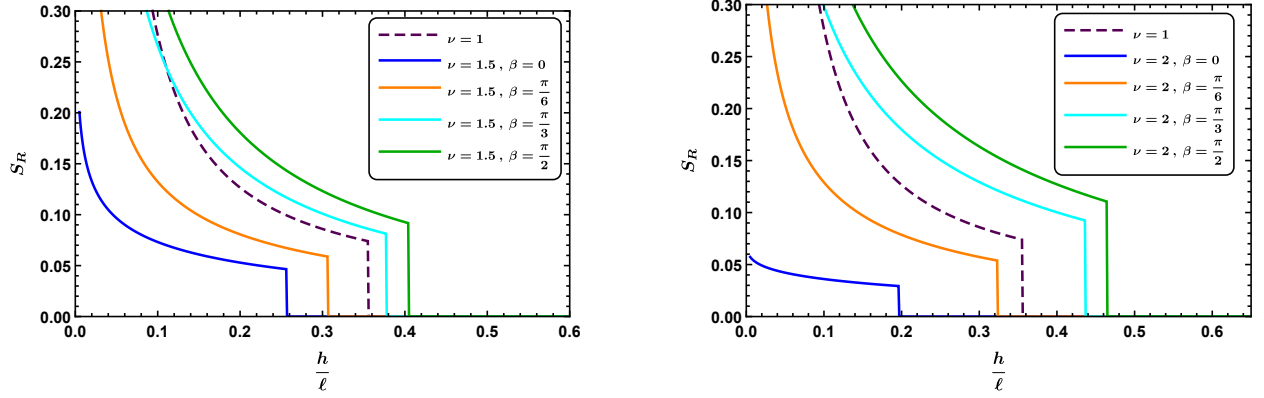 0.30
0.25
0.20
0.15
0.10
0.05
0.00
S_R
0.0 0.1 0.2 0.3 0.4 0.5 0.6
h/ℓ
ν = 1
ν = 1.5 , β = 0
ν = 1.5 , β = π/6
ν = 1.5 , β = π/3
ν = 1.5 , β = π/2
0.30
0.25
0.20
0.15
0.10
0.05
0.00
S_R
0.0 0.1 0.2 0.3 0.4 0.5 0.6
h/ℓ
ν = 1
ν = 2 , β = 0
ν = 2 , β = π/6
ν = 2 , β = π/3
ν = 2 , β = π/2